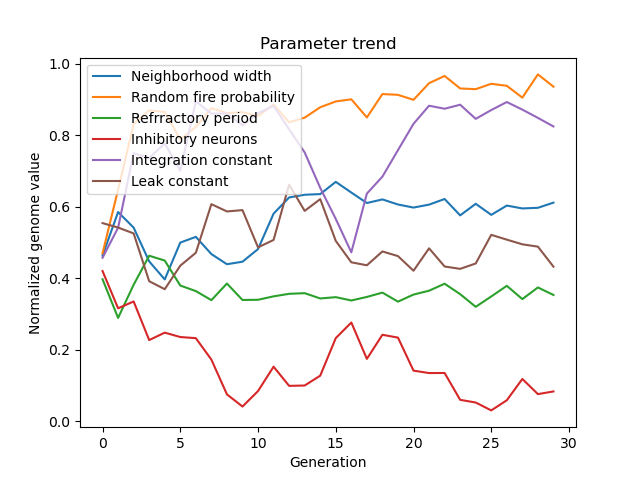 Parameter trend
Neighborhood width
Random fire probability
Refrractory period
Inhibitory neurons
Integration constant
Leak constant
Normalized genome value
1.0
0.8
0.6
0.4
0.2
0.0
0 5 10 15 20 25 30
Generation